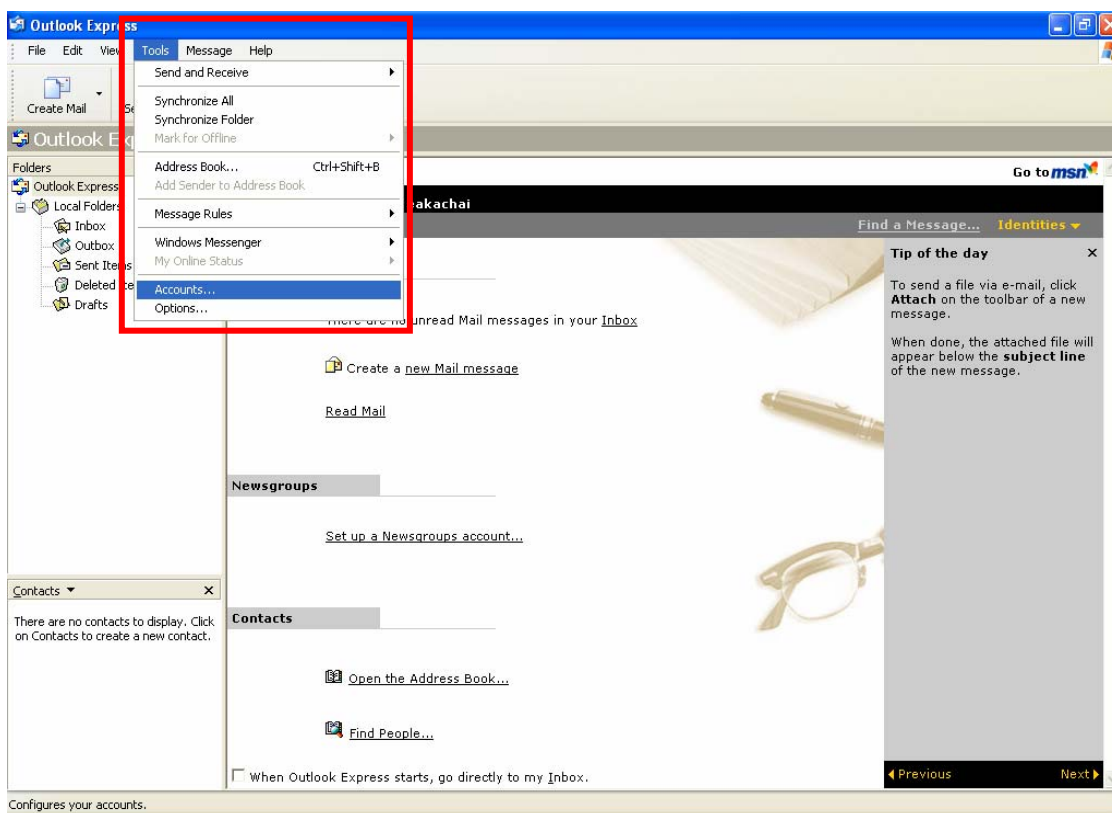 Outlook Express
File Edit View Tools Message Help
Create Mail
Send and Receive
Synchronize All
Synchronize Folder
Mark for Offline
Address Book... Ctrl+Shift+B
Add Sender to Address Book
Message Rules
Windows Messenger
My Online Status
Accounts...
Options...
Outlook
Folders
Outlook Express
Local Folders
Inbox
Outbox
Sent Items
Deleted
Drafts
Contacts
There are no contacts to display. Click
on Contacts to create a new contact.
Go to msn
Find a Message... Identities
There are no unread Mail messages in your Inbox
Create a new Mail message
Read Mail
Newsgroups
Set up a Newsgroups account...
Contacts
Open the Address Book...
Find People...
When Outlook Express starts, go directly to my Inbox.
Tip of the day
To send a file via e-mail, click
Attach on the toolbar of a new
message.
When done, the attached file will
appear below the subject line
of the new message.
Previous Next
Configures your accounts.